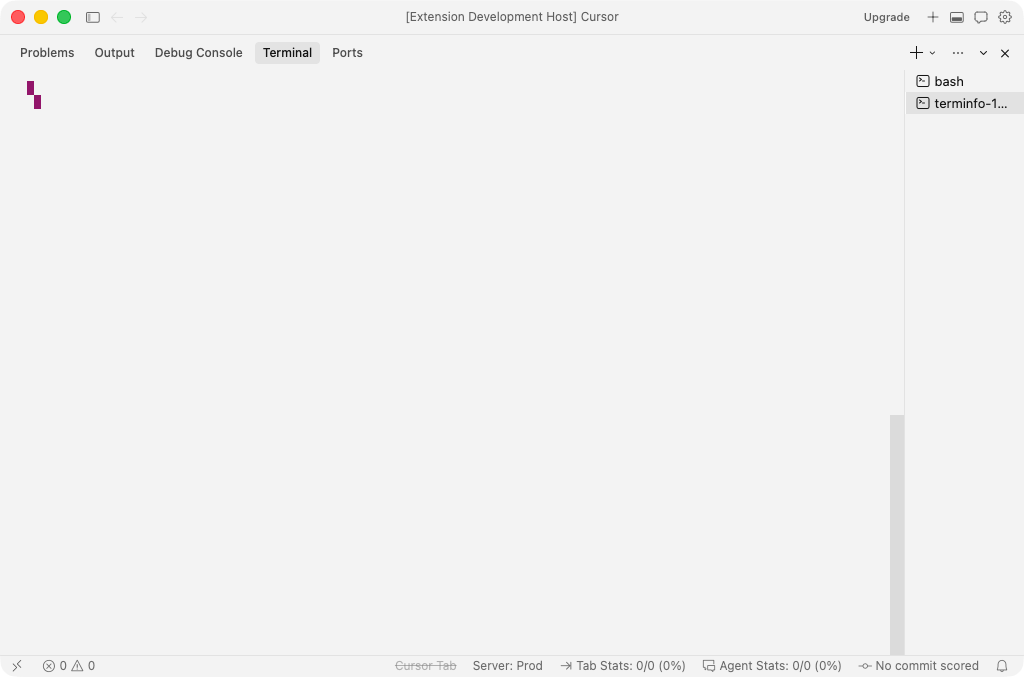 [Extension Development Host] Cursor
Upgrade
Problems Output Debug Console Terminal Ports
bash
terminfo-1...
0 0 Cursor Tab Server: Prod Tab Stats: 0/0 (0%) Agent Stats: 0/0 (0%) No commit scored